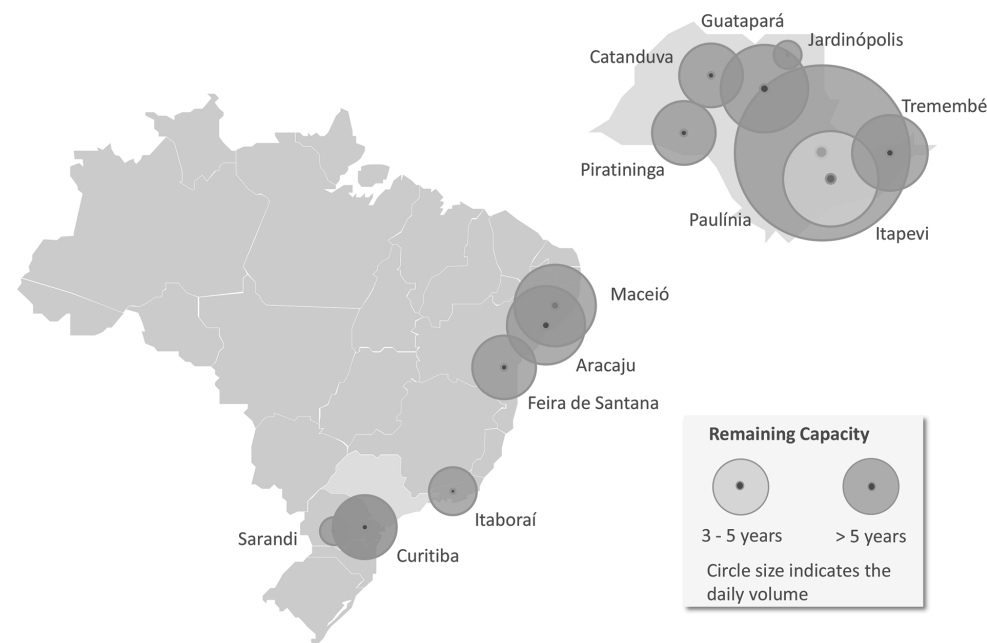 Guatapará
Jardinópolis
Catanduva
Tremembé
Piratininga
Paulínia
Itapevi
Maceió
Aracaju
Feira de Santana
Itaboraí
Sarandi
Curitiba
Remaining Capacity
3 - 5 years
> 5 years
Circle size indicates the
daily volume